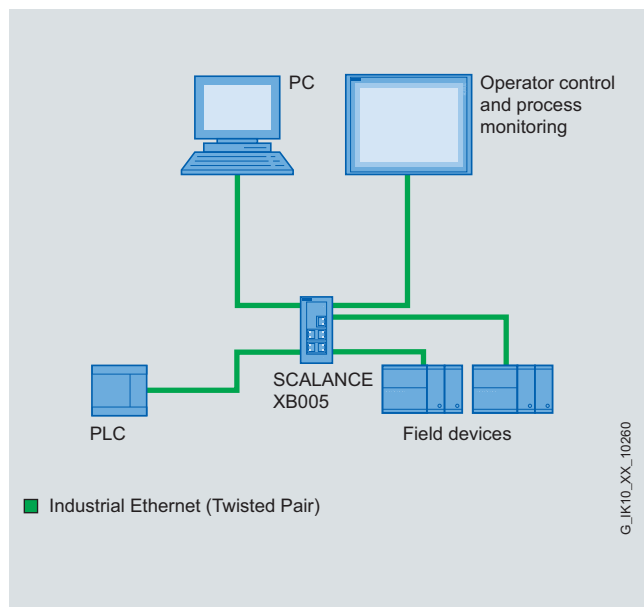 PC
Operator control
and process
monitoring
SCALANCE
XB005
PLC
Field devices
Industrial Ethernet (Twisted Pair)
G_IK10_XX_10260